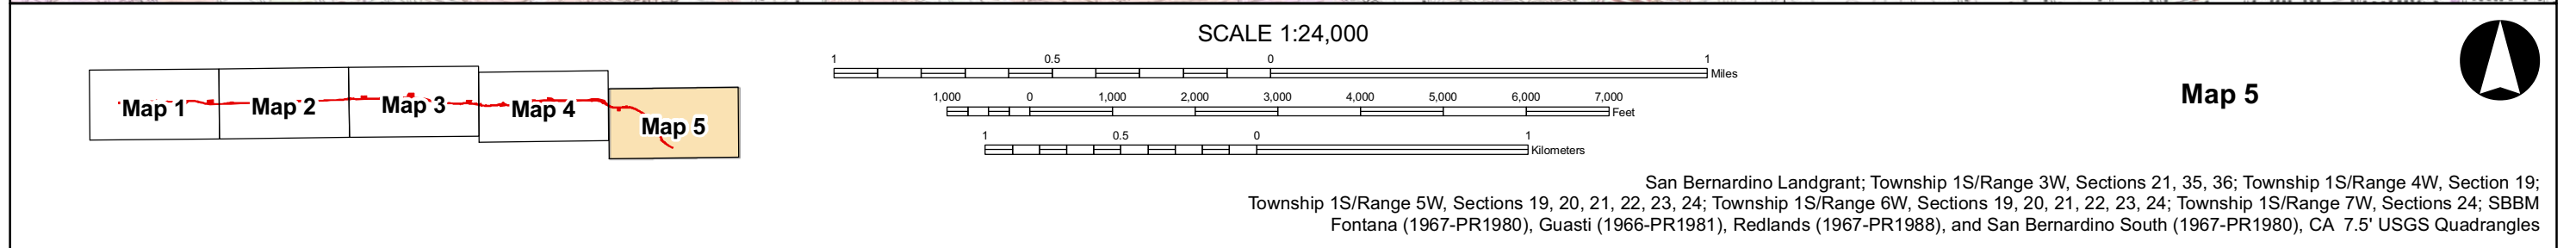 SCALE 1:24,000
1 0.5 0 1
Miles
1,000 0 1,000 2,000 3,000 4,000 5,000 6,000 7,000
Feet
1 0.5 0 1
Kilometers
Map 1 Map 2 Map 3 Map 4 Map 5
Map 5
San Bernardino Landgrant; Township 1S/Range 3W, Sections 21, 35, 36; Township 1S/Range 4W, Section 19;
Township 1S/Range 5W, Sections 19, 20, 21, 22, 23, 24; Township 1S/Range 6W, Sections 19, 20, 21, 22, 23, 24; Township 1S/Range 7W, Sections 24; SBBM
Fontana (1967-PR1980), Guasti (1966-PR1981), Redlands (1967-PR1988), and San Bernardino South (1967-PR1980), CA 7.5' USGS Quadrangles